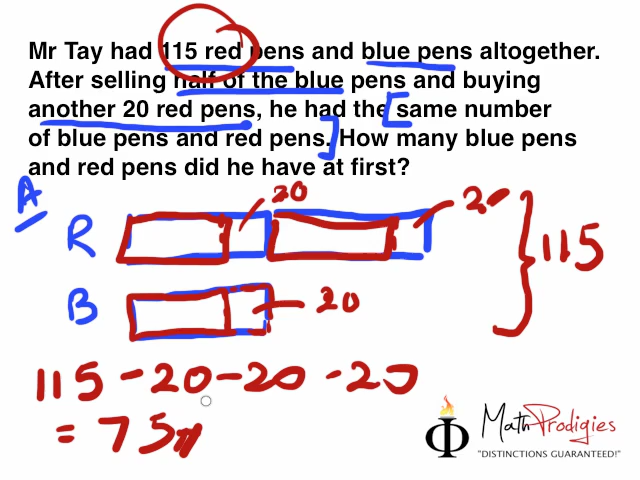 Mr Tay had 115 red pens and blue pens altogether.
After selling half of the blue pens and buying
another 20 red pens, he had the same number
of blue pens and red pens. How many blue pens
and red pens did he have at first?
A
20
R
115
B
20
115 - 20 - 20 - 20
= 75
Math Prodigies
"DISTINCTIONS GUARANTEED!"